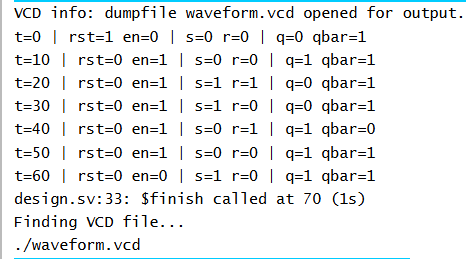 VCD info: dumpfile waveform.vcd opened for output.
t=0 | rst=1 en=0 | s=0 r=0 | q=0 qbar=1
t=10 | rst=0 en=1 | s=0 r=0 | q=1 qbar=1
t=20 | rst=0 en=1 | s=1 r=1 | q=0 qbar=1
t=30 | rst=0 en=1 | s=1 r=0 | q=0 qbar=1
t=40 | rst=0 en=1 | s=0 r=1 | q=1 qbar=0
t=50 | rst=0 en=1 | s=0 r=0 | q=1 qbar=1
t=60 | rst=0 en=0 | s=1 r=0 | q=1 qbar=1
design.sv:33: $finish called at 70 (1s)
Finding VCD file...
./waveform.vcd